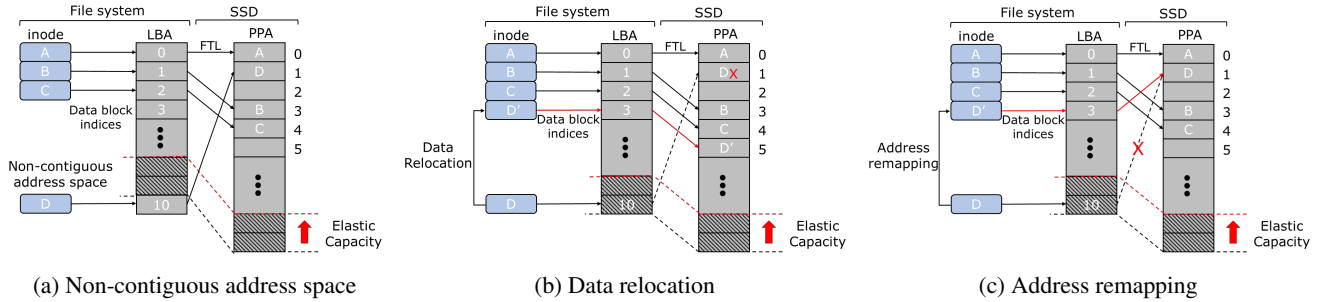 File system
SSD
inode
LBA
PPA
FTL
A
0
A
0
B
1
D
1
C
2
2
3
B
3
Data block
indices
C
4
5
Non-contiguous
address space
D
10
Elastic
Capacity
(a) Non-contiguous address space
File system
SSD
inode
LBA
PPA
FTL
A
0
A
0
B
1
D X
1
C
2
2
D'
3
B
3
Data block
indices
C
4
D'
5
Data
Relocation
D
10
Elastic
Capacity
(b) Data relocation
File system
SSD
inode
LBA
PPA
FTL
A
0
A
0
B
1
D
1
C
2
2
D'
3
B
3
Data block
indices
C
4
X
5
Address
remapping
D
10
Elastic
Capacity
(c) Address remapping